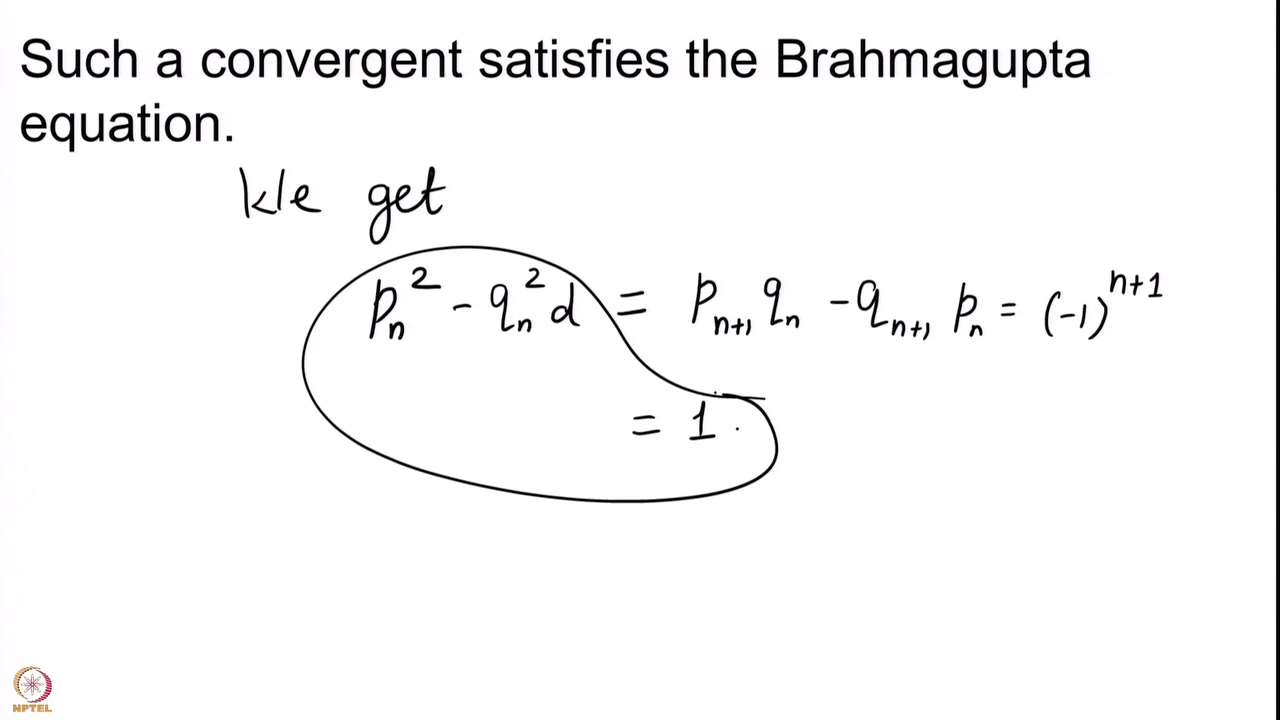 Such a convergent satisfies the Brahmagupta
equation.
We get
pₙ² - qₙ² d = pₙ₊₁ qₙ - qₙ₊₁ pₙ = (-1)ⁿ⁺¹
= 1.
NPTEL